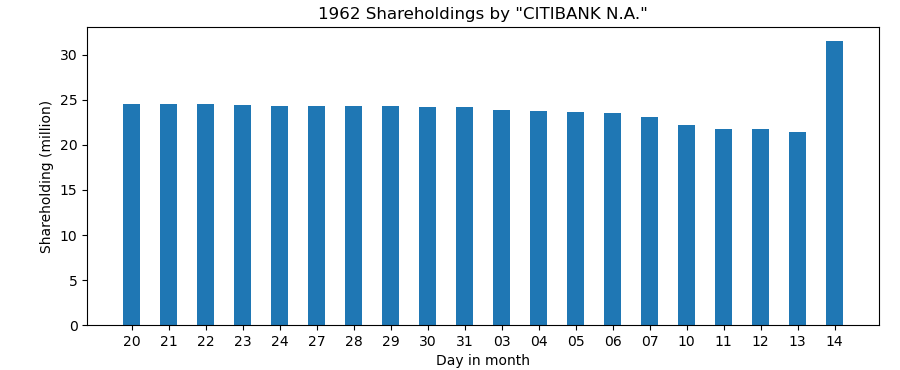 1962 Shareholdings by "CITIBANK N.A."
Shareholding (million)
30
25
20
15
10
5
0
20 21 22 23 24 27 28 29 30 31 03 04 05 06 07 10 11 12 13 14
Day in month